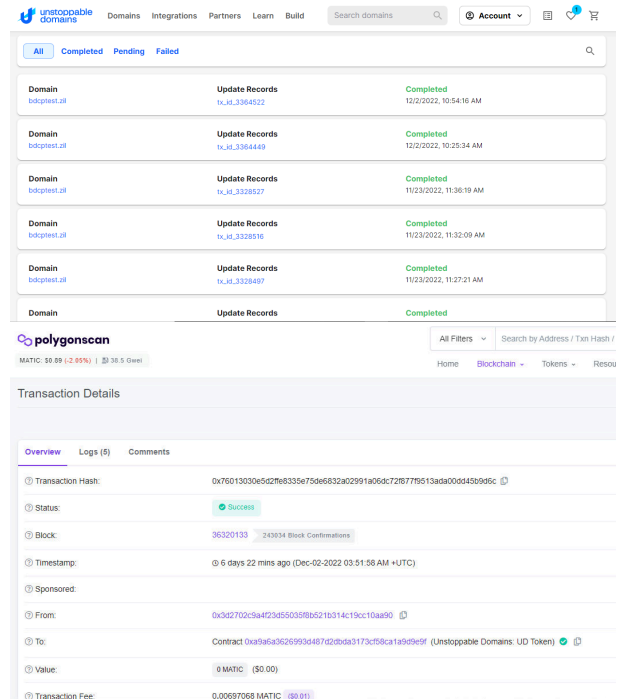 unstoppable domains Domains Integrations Partners Learn Build Search domains Account 1
All Completed Pending Failed
Domain Update Records Completed
bdcptest.zil tx_id_3364522 12/2/2022, 10:54:16 AM
Domain Update Records Completed
bdcptest.zil tx_id_3364449 12/2/2022, 10:25:34 AM
Domain Update Records Completed
bdcptest.zil tx_id_3328527 11/23/2022, 11:36:19 AM
Domain Update Records Completed
bdcptest.zil tx_id_3328516 11/23/2022, 11:32:09 AM
Domain Update Records Completed
bdcptest.zil tx_id_3328497 11/23/2022, 11:27:21 AM
Domain Update Records Completed
polygonscan All Filters Search by Address / Txn Hash /
MATIC: $0.89 (-2.05%) | 38.5 Gwei Home Blockchain Tokens Resou
Transaction Details
Overview Logs (5) Comments
Transaction Hash: 0x76013030e5d2ffe8335e75de6832a02991a06dc72f877f9513ada00dd45b9d6c
Status: Success
Block: 36320133 243034 Block Confirmations
Timestamp: 6 days 22 mins ago (Dec-02-2022 03:51:58 AM +UTC)
Sponsored:
From: 0x3d2702c9a4f23d55035f8b521b314c19cc10aa90
To: Contract 0xa9a6a3626993d487d2dbda3173cf58ca1a9d9e9f (Unstoppable Domains: UD Token)
Value: 0 MATIC ($0.00)
Transaction Fee: 0.00697068 MATIC ($0.01)